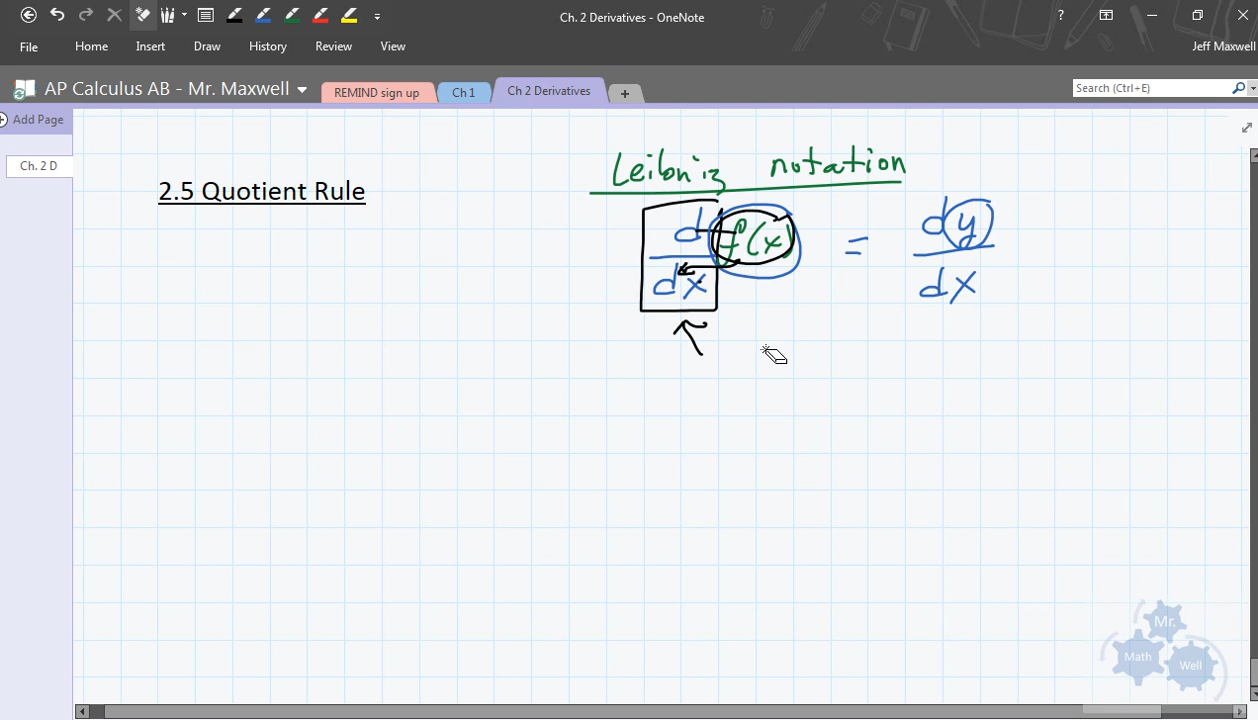 Ch. 2 Derivatives - OneNote
?
File Home Insert Draw History Review View
Jeff Maxwell
AP Calculus AB - Mr. Maxwell
REMIND sign up
Ch 1
Ch 2 Derivatives
+
Search (Ctrl+E)
Add Page
Ch. 2 D
2.5 Quotient Rule
Leibniz notation
d/dx f(x) = dy/dx
Mr.
Math
Well